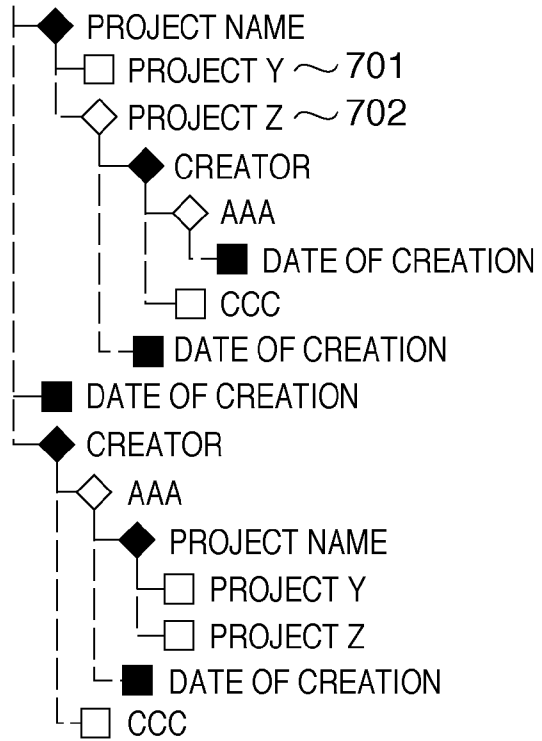 PROJECT NAME
PROJECT Y 701
PROJECT Z 702
CREATOR
AAA
DATE OF CREATION
CCC
DATE OF CREATION
DATE OF CREATION
CREATOR
AAA
PROJECT NAME
PROJECT Y
PROJECT Z
DATE OF CREATION
CCC